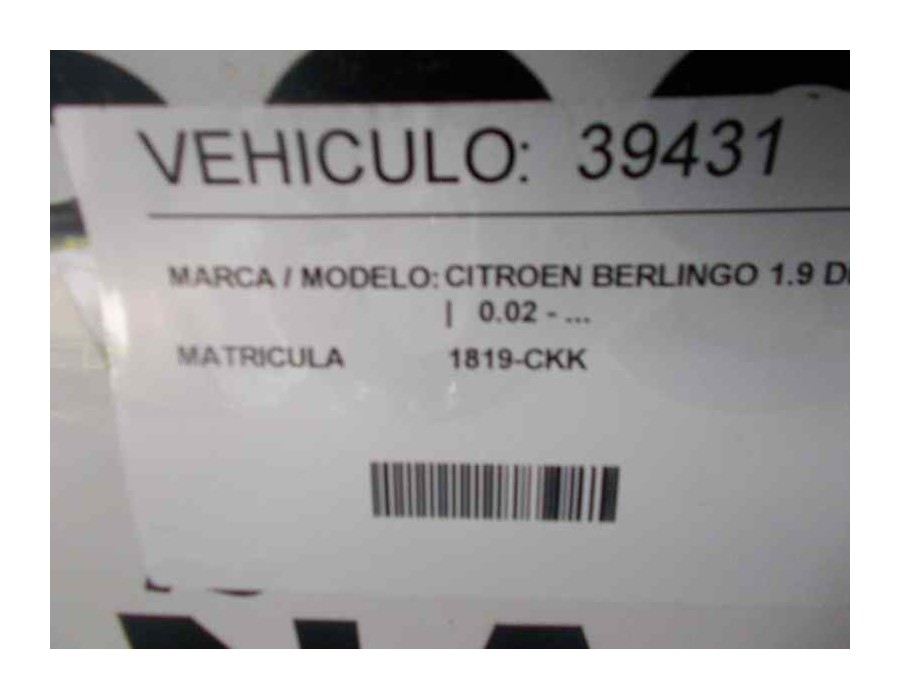 VEHICULO: 39431
MARCA / MODELO: CITROEN BERLINGO 1.9
| 0.02 - ...
MATRICULA 1819-CKK